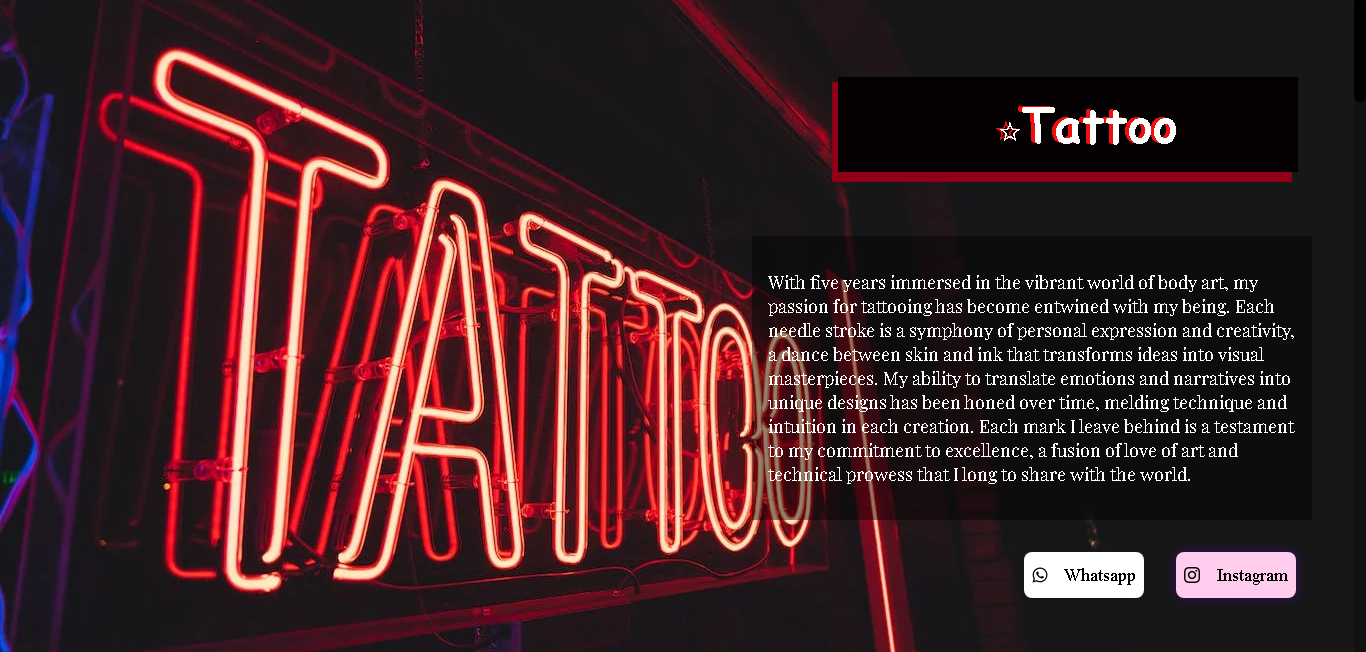 TATTOO
☆Tattoo
With five years immersed in the vibrant world of body art, my
passion for tattooing has become entwined with my being. Each
needle stroke is a symphony of personal expression and creativity,
a dance between skin and ink that transforms ideas into visual
masterpieces. My ability to translate emotions and narratives into
unique designs has been honed over time, melding technique and
intuition in each creation. Each mark I leave behind is a testament
to my commitment to excellence, a fusion of love of art and
technical prowess that I long to share with the world.
Whatsapp
Instagram